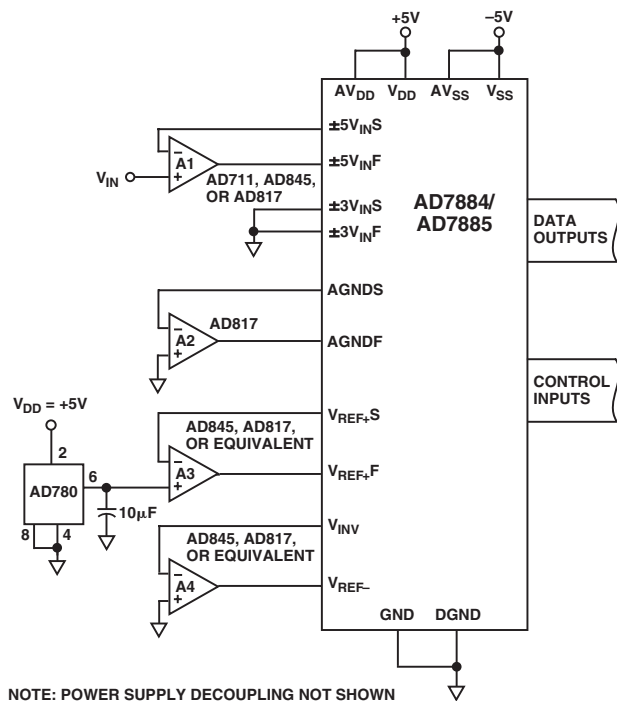 +5V
–5V
AVDD
VDD
AVSS
VSS
±5VINS
A1
VIN
±5VINF
AD711, AD845,
OR AD817
±3VINS
±3VINF
AD7884/
AD7885
DATA
OUTPUTS
AGNDS
AD817
A2
AGNDF
CONTROL
INPUTS
VDD = +5V
2
AD780
6
8
4
10μF
VREF+S
AD845, AD817,
OR EQUIVALENT
A3
VREF+F
VINV
AD845, AD817,
OR EQUIVALENT
A4
VREF–
GND
DGND
NOTE: POWER SUPPLY DECOUPLING NOT SHOWN